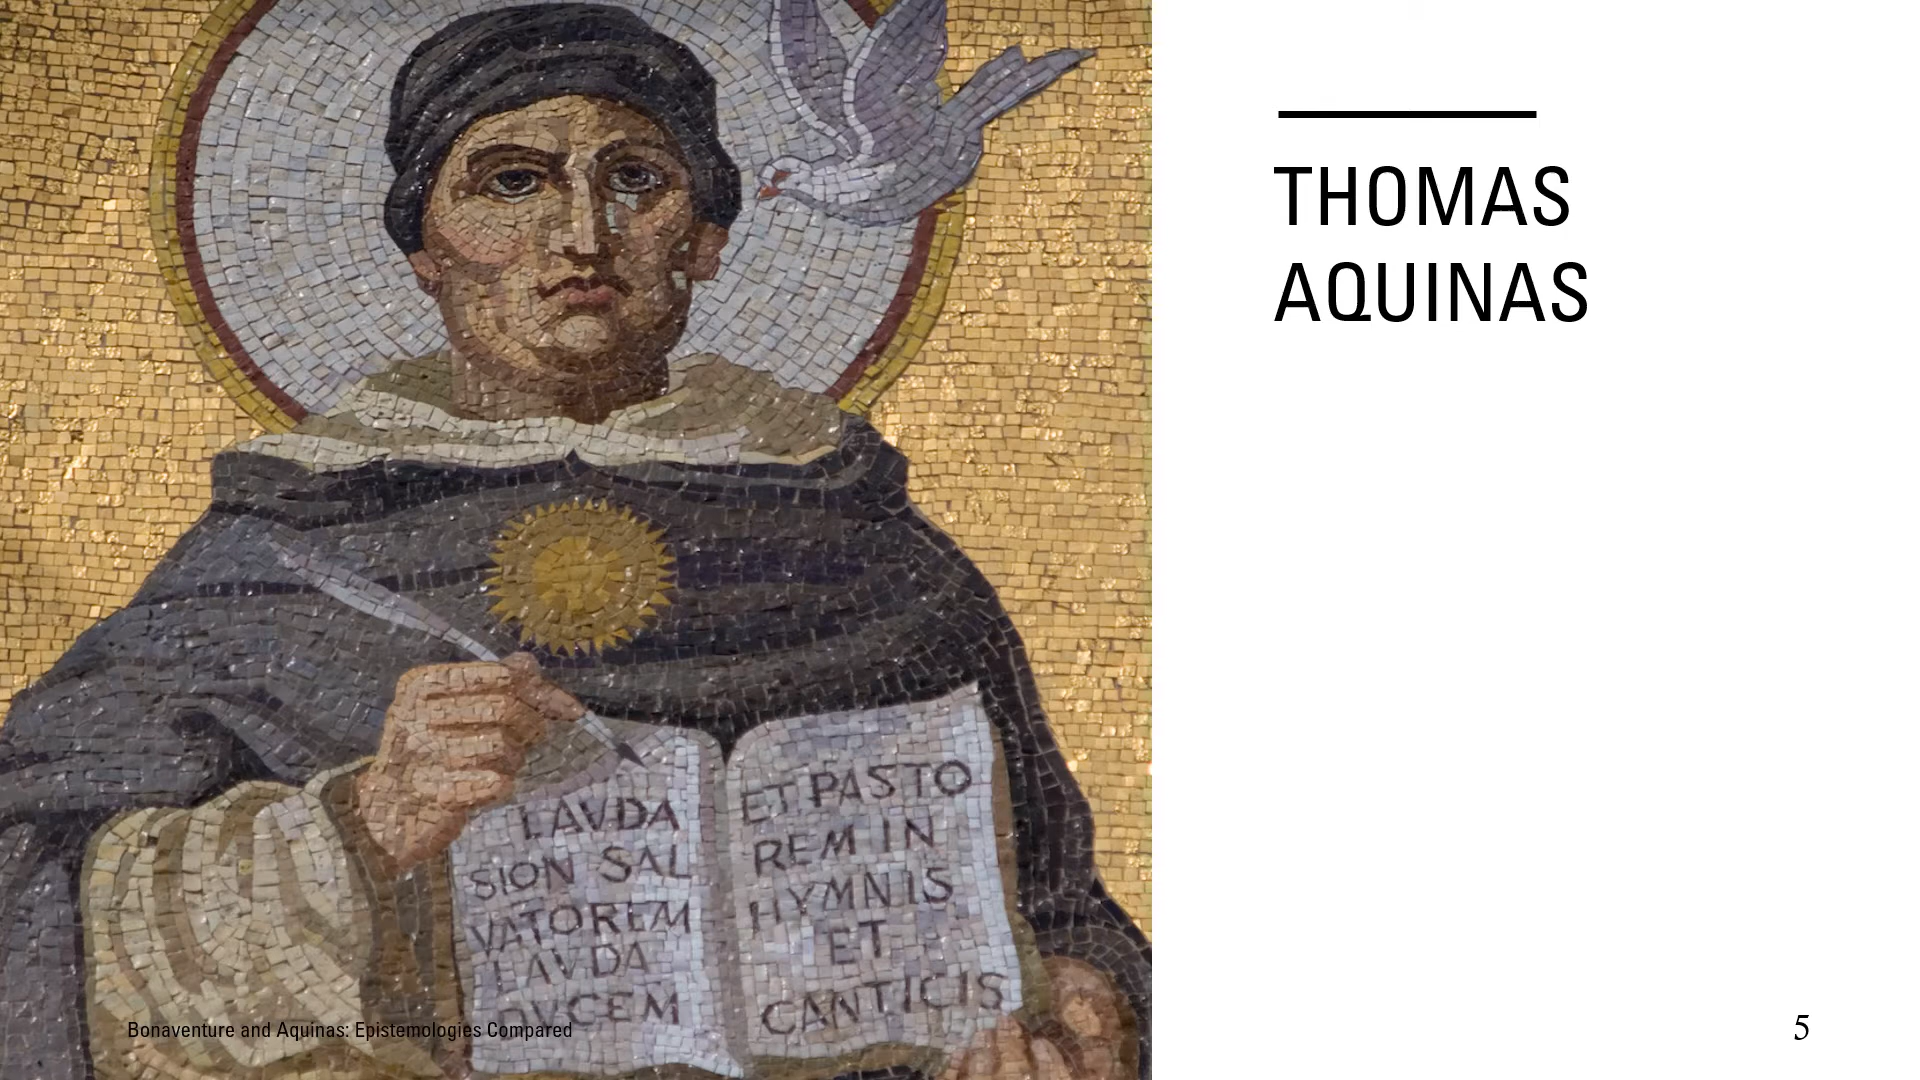 THOMAS
AQUINAS
LAVDA
SION SAL
VATOREM
LAVDA
DVCEM
ET PASTO
REM IN
HYMNIS
ET
CANTICIS
Bonaventure and Aquinas: Epistemologies Compared
5